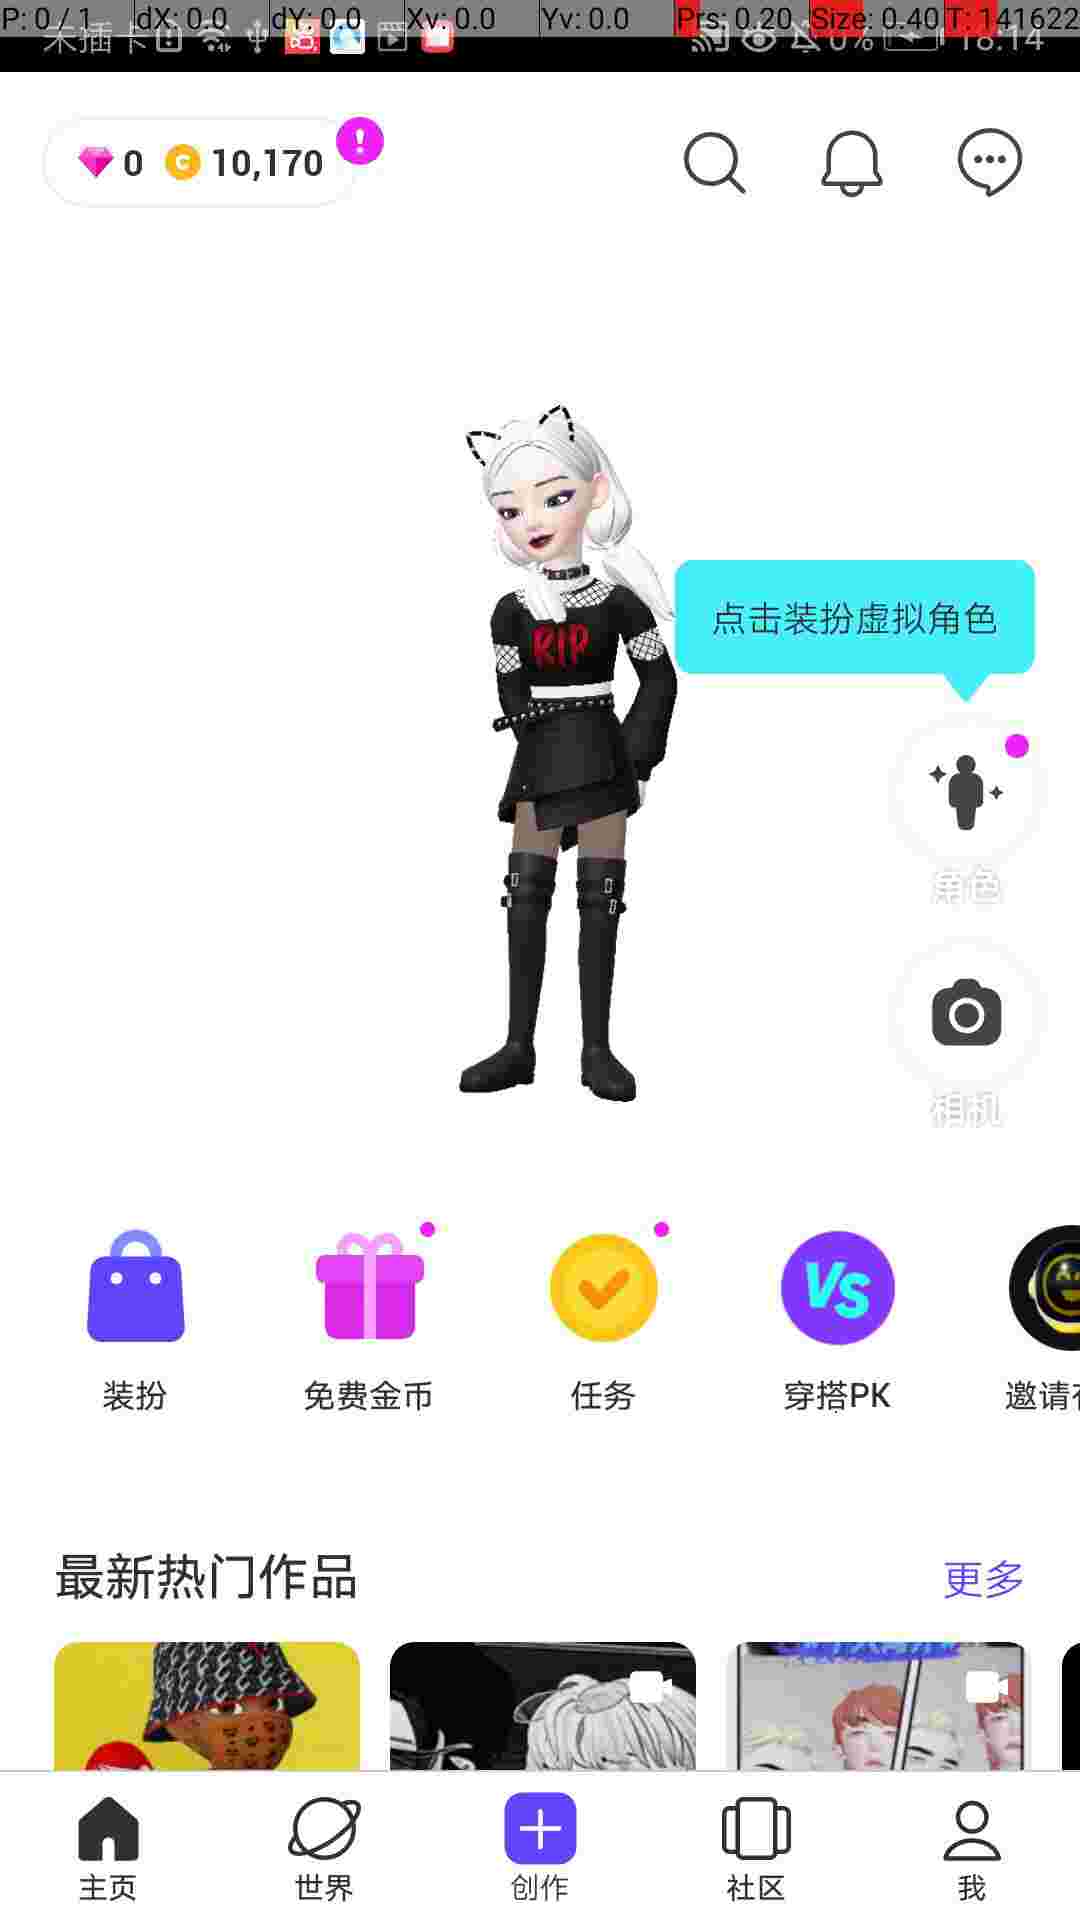 P: 0 / 1 dX: 0.0 dY: 0.0 Xv: 0.0 Yv: 0.0 Prs: 0.20 Size: 0.40 T: 141622
未插卡 0% 18:14
0 C 10,170 !
RIP
点击装扮虚拟角色
角色
相机
VS
装扮 免费金币 任务 穿搭PK 邀请
最新热门作品 更多
主页 世界 创作 社区 我